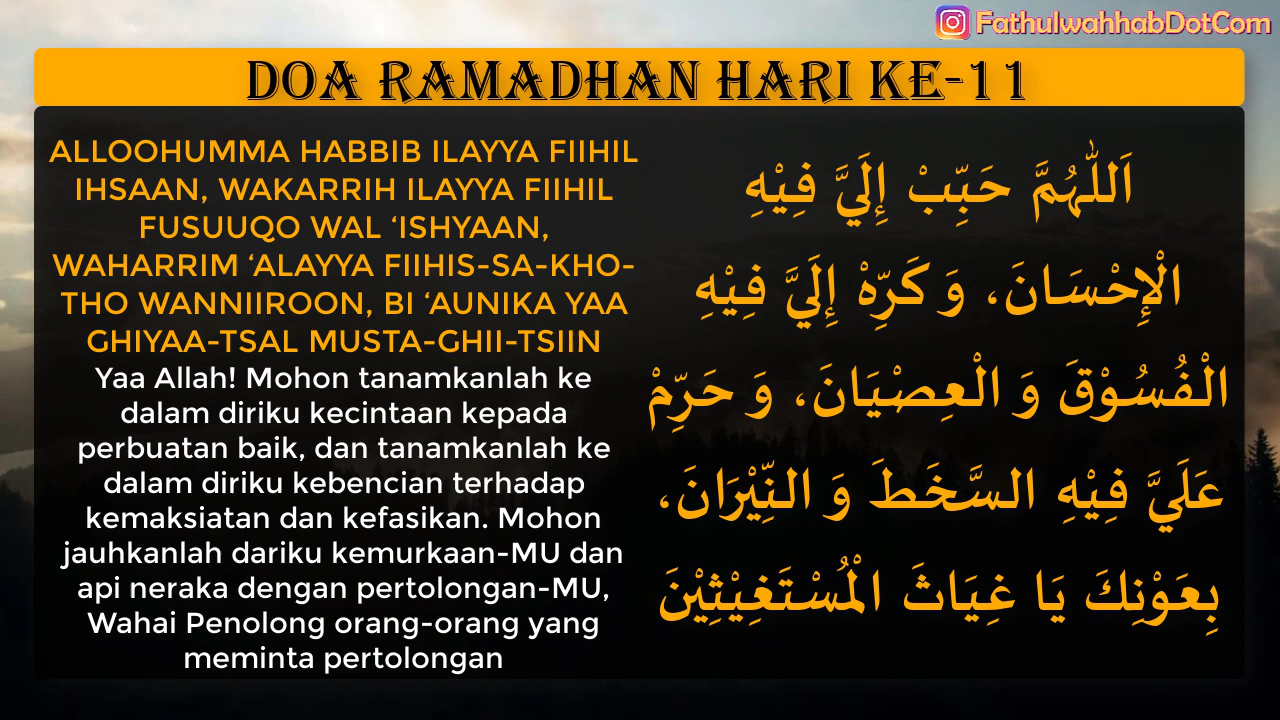 FathulwahhabDotCom
DOA RAMADHAN HARI KE-11
ALLOOHUMMA HABBIB ILAYYA FIIHIL
IHSAAN, WAKARRIH ILAYYA FIIHIL
FUSUUQO WAL ‘ISHYAAN,
WAHARRIM ‘ALAYYA FIIHIS-SA-KHO-
THO WANNIIROON, BI ‘AUNIKA YAA
GHIYAA-TSAL MUSTA-GHII-TSIIN
Yaa Allah! Mohon tanamkanlah ke
dalam diriku kecintaan kepada
perbuatan baik, dan tanamkanlah ke
dalam diriku kebencian terhadap
kemaksiatan dan kefasikan. Mohon
jauhkanlah dariku kemurkaan-MU dan
api neraka dengan pertolongan-MU,
Wahai Penolong orang-orang yang
meminta pertolongan
اَللّٰهُمَّ حَبِّبْ إِلَيَّ فِيْهِ
الْإِحْسَانَ، وَ كَرِّهْ إِلَيَّ فِيْهِ
الْفُسُوْقَ وَ الْعِصْيَانَ، وَ حَرِّمْ
عَلَيَّ فِيْهِ السَّخَطَ وَ النِّيْرَانَ،
بِعَوْنِكَ يَا غِيَاثَ الْمُسْتَغِيْثِيْنَ